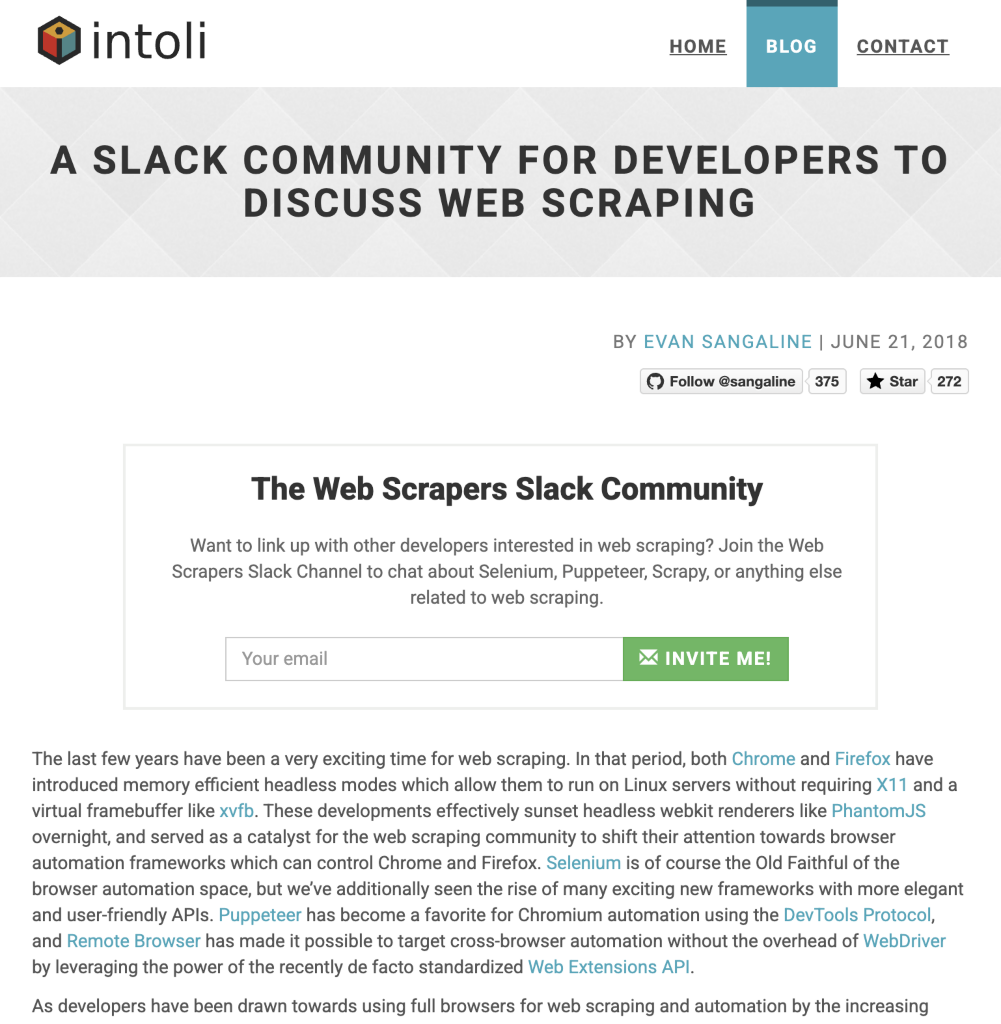 intoli
HOME BLOG CONTACT
A SLACK COMMUNITY FOR DEVELOPERS TO
DISCUSS WEB SCRAPING
BY EVAN SANGALINE | JUNE 21, 2018
Follow @sangaline 375 Star 272
The Web Scrapers Slack Community
Want to link up with other developers interested in web scraping? Join the Web
Scrapers Slack Channel to chat about Selenium, Puppeteer, Scrapy, or anything else
related to web scraping.
Your email INVITE ME!
The last few years have been a very exciting time for web scraping. In that period, both Chrome and Firefox have
introduced memory efficient headless modes which allow them to run on Linux servers without requiring X11 and a
virtual framebuffer like xvfb. These developments effectively sunset headless webkit renderers like PhantomJS
overnight, and served as a catalyst for the web scraping community to shift their attention towards browser
automation frameworks which can control Chrome and Firefox. Selenium is of course the Old Faithful of the
browser automation space, but we’ve additionally seen the rise of many exciting new frameworks with more elegant
and user-friendly APIs. Puppeteer has become a favorite for Chromium automation using the DevTools Protocol,
and Remote Browser has made it possible to target cross-browser automation without the overhead of WebDriver
by leveraging the power of the recently de facto standardized Web Extensions API.
As developers have been drawn towards using full browsers for web scraping and automation by the increasing